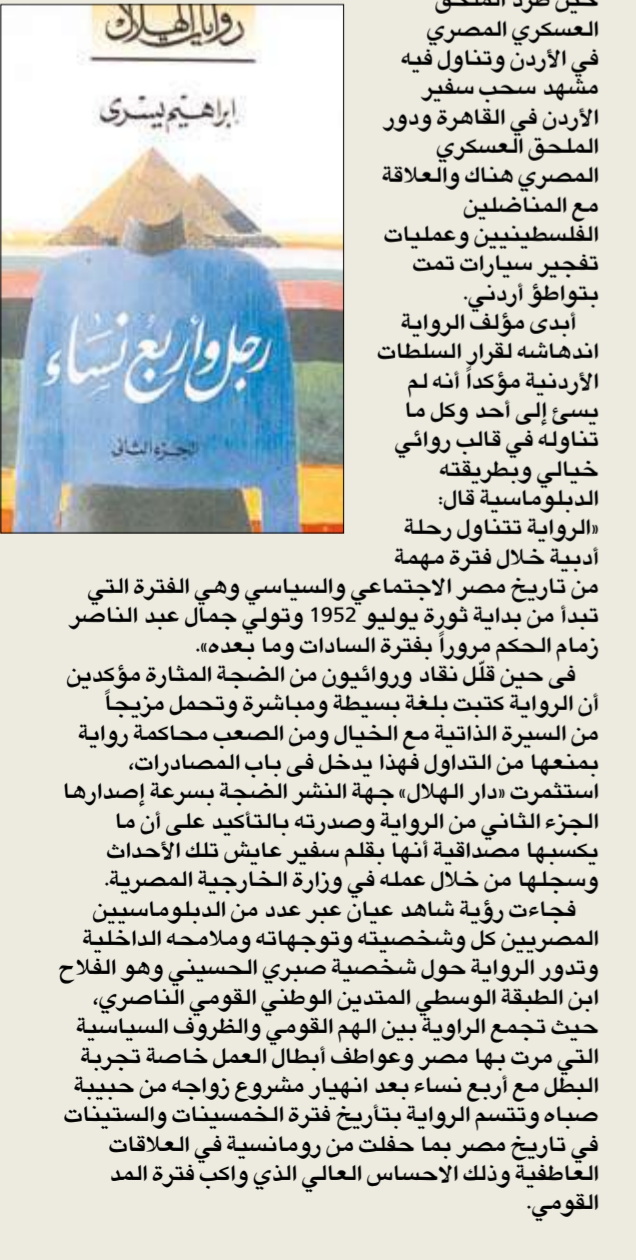 روايات الهلال
ابراهيم يسرى
رجل وأربع نساء
الجزء الثانى
حين طرد الملحق
العسكري المصري
في الأردن وتناول فيه
مشهد سحب سفير
الأردن في القاهرة ودور
الملحق العسكري
المصري هناك والعلاقة
مع المناضلين
الفلسطينيين وعمليات
تفجير سيارات تمت
بتواطؤ أردني.
أبدى مؤلف الرواية
اندهاشه لقرار السلطات
الأردنية مؤكداً أنه لم
يسئ إلى أحد وكل ما
تناوله في قالب روائي
خيالي وبطريقته
الدبلوماسية قال:
«الرواية تتناول رحلة
أدبية خلال فترة مهمة
من تاريخ مصر الاجتماعي والسياسي وهي الفترة التي
تبدأ من بداية ثورة يوليو 1952 وتولي جمال عبد الناصر
زمام الحكم مروراً بفترة السادات وما بعده».
فى حين قلّل نقاد وروائيون من الضجة المثارة مؤكدين
أن الرواية كتبت بلغة بسيطة ومباشرة وتحمل مزيجاً
من السيرة الذاتية مع الخيال ومن الصعب محاكمة رواية
بمنعها من التداول فهذا يدخل فى باب المصادرات،
استثمرت «دار الهلال» جهة النشر الضجة بسرعة إصدارها
الجزء الثاني من الرواية وصدرته بالتأكيد على أن ما
يكسبها مصداقية أنها بقلم سفير عايش تلك الأحداث
وسجلها من خلال عمله في وزارة الخارجية المصرية.
فجاءت رؤية شاهد عيان عبر عدد من الدبلوماسيين
المصريين كل وشخصيته وتوجهاته وملامحه الداخلية
وتدور الرواية حول شخصية صبري الحسيني وهو الفلاح
ابن الطبقة الوسطي المتدين الوطني القومي الناصري،
حيث تجمع الراوية بين الهم القومي والظروف السياسية
التي مرت بها مصر وعواطف أبطال العمل خاصة تجربة
البطل مع أربع نساء بعد انهيار مشروع زواجه من حبيبة
صباه وتتسم الرواية بتأريخ فترة الخمسينات والستينات
في تاريخ مصر بما حفلت من رومانسية في العلاقات
العاطفية وذلك الاحساس العالي الذي واكب فترة المد
القومي.